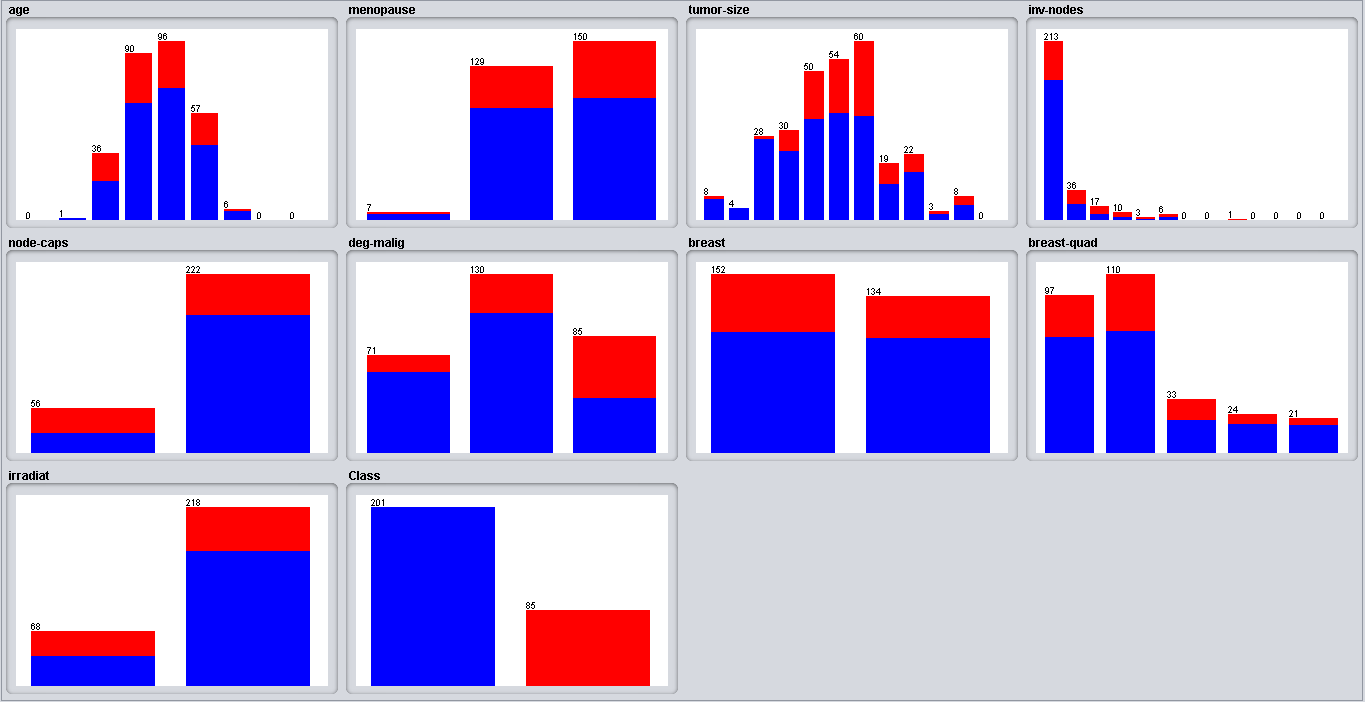 age menopause tumor-size inv-nodes
0 1 36 90 96 57 6 0 0
7 129 150
8 4 28 30 50 54 60 19 22 3 8 0
213 36 17 10 3 6 0 0 1 0 0 0 0
node-caps deg-malig breast breast-quad
56 222
71 130 85
152 134
97 110 33 24 21
irradiat Class
68 218
201 85